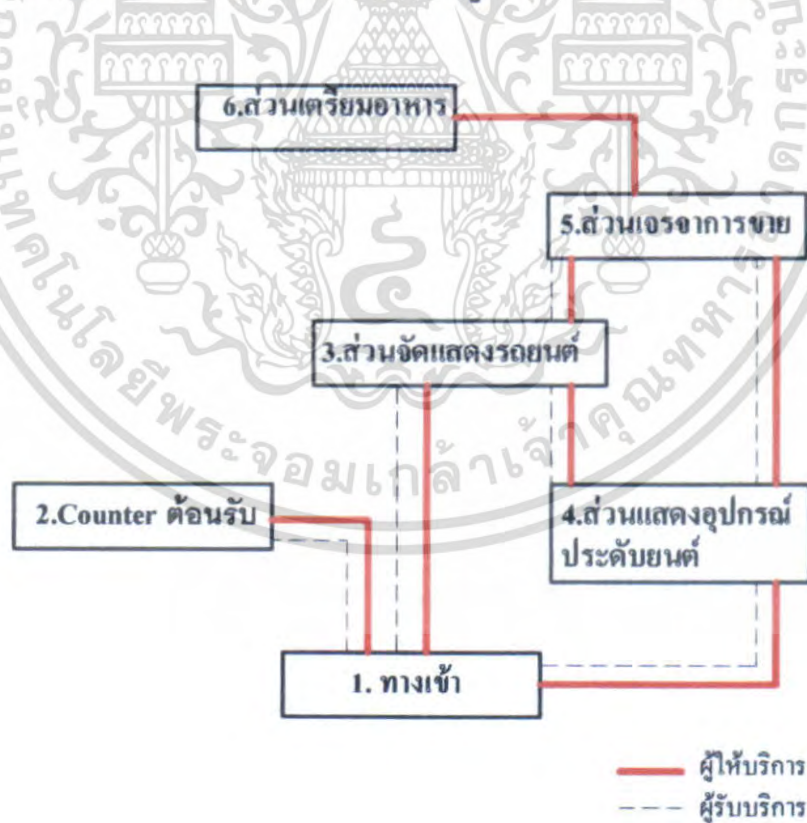 6.ส่วนเตรียมอาหาร
5.ส่วนเจรจาการขาย
3.ส่วนจัดแสดงรถยนต์
2.Counter ต้อนรับ
4.ส่วนแสดงอุปกรณ์
ประดับยนต์
1. ทางเข้า
ผู้ให้บริการ
ผู้รับบริการ